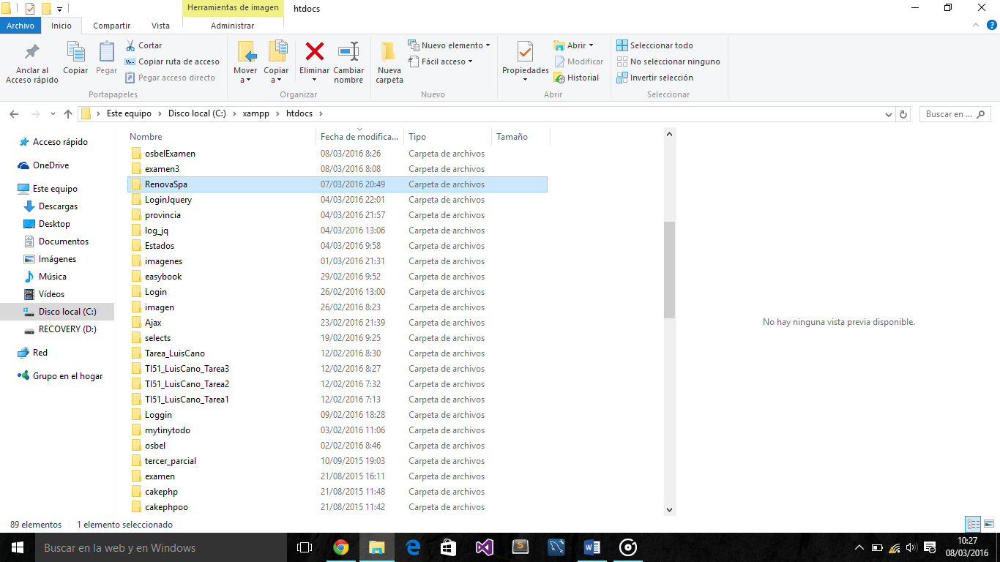 Herramientas de imagen htdocs
Archivo Inicio Compartir Vista Administrar
Anclar al Acceso rápido
Copiar
Pegar
Cortar
Copiar ruta de acceso
Pegar acceso directo
Portapapeles
Mover a
Copiar a
Eliminar
Cambiar nombre
Organizar
Nueva carpeta
Nuevo elemento
Fácil acceso
Nuevo
Propiedades
Abrir
Modificar
Historial
Abrir
Seleccionar todo
No seleccionar ninguno
Invertir selección
Seleccionar
Este equipo Disco local (C:) xampp htdocs
Buscar en ...
Acceso rápido
OneDrive
Este equipo
Descargas
Desktop
Documentos
Imágenes
Música
Vídeos
Disco local (C:)
RECOVERY (D:)
Red
Grupo en el hogar
Nombre Fecha de modifica... Tipo Tamaño
osbelExamen 08/03/2016 8:26 Carpeta de archivos
examen3 08/03/2016 8:08 Carpeta de archivos
RenovaSpa 07/03/2016 20:49 Carpeta de archivos
LoginJquery 04/03/2016 22:01 Carpeta de archivos
provincia 04/03/2016 21:57 Carpeta de archivos
log_jq 04/03/2016 13:06 Carpeta de archivos
Estados 04/03/2016 9:58 Carpeta de archivos
imagenes 01/03/2016 21:31 Carpeta de archivos
easybook 29/02/2016 9:52 Carpeta de archivos
Login 26/02/2016 13:00 Carpeta de archivos
imagen 26/02/2016 8:23 Carpeta de archivos
Ajax 23/02/2016 21:39 Carpeta de archivos
selects 19/02/2016 9:25 Carpeta de archivos
Tarea_LuisCano 12/02/2016 8:30 Carpeta de archivos
TI51_LuisCano_Tarea3 12/02/2016 8:27 Carpeta de archivos
TI51_LuisCano_Tarea2 12/02/2016 7:32 Carpeta de archivos
TI51_LuisCano_Tarea1 12/02/2016 7:13 Carpeta de archivos
Loggin 09/02/2016 18:28 Carpeta de archivos
mytinytodo 03/02/2016 11:06 Carpeta de archivos
osbel 02/02/2016 8:46 Carpeta de archivos
tercer_parcial 10/09/2015 19:03 Carpeta de archivos
examen 21/08/2015 16:11 Carpeta de archivos
cakephp 21/08/2015 11:48 Carpeta de archivos
cakephpoo 21/08/2015 11:42 Carpeta de archivos
No hay ninguna vista previa disponible.
89 elementos 1 elemento seleccionado
Buscar en la web y en Windows
10:27
08/03/2016